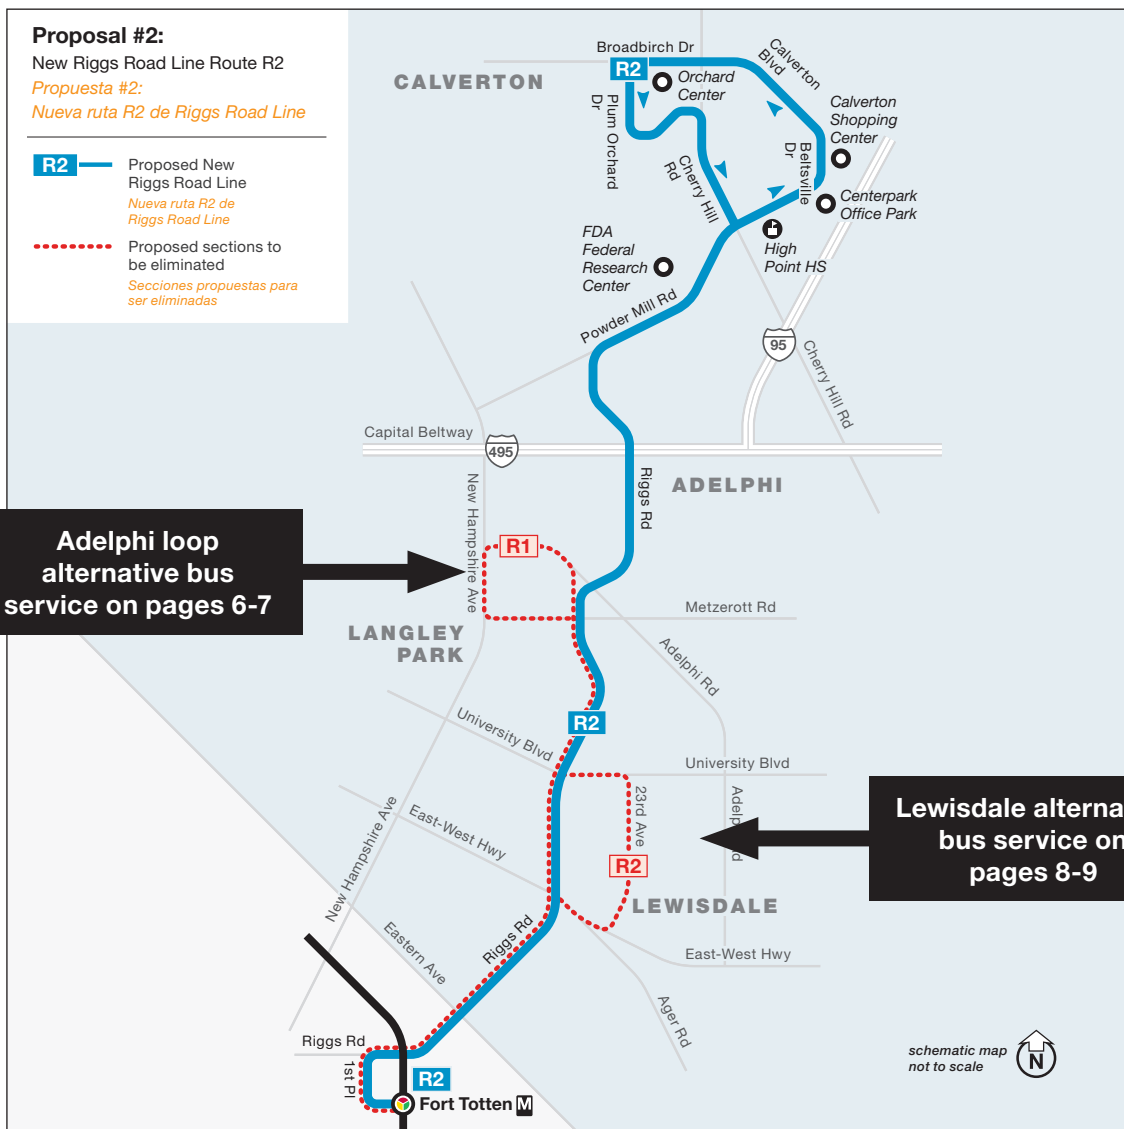 Proposal #2:
New Riggs Road Line Route R2
Propuesta #2:
Nueva ruta R2 de Riggs Road Line
R2
Proposed New
Riggs Road Line
Nueva ruta R2 de
Riggs Road Line
Proposed sections to
be eliminated
Secciones propuestas para
ser eliminadas
Broadbirch Dr
CALVERTON
R2
Orchard
Center
Calverton
Blvd
Plum Orchard
Dr
Calverton
Shopping
Center
Cherry Hill
Rd
Beltsville
Dr
Centerpark
Office Park
FDA
Federal
Research
Center
High
Point HS
Powder Mill Rd
95
Cherry Hill Rd
Capital Beltway
495
ADELPHI
Riggs Rd
New Hampshire Ave
R1
Adelphi loop
alternative bus
service on pages 6-7
Metzerott Rd
LANGLEY
PARK
Adelphi Rd
R2
University Blvd
University Blvd
23rd Ave
East-West Hwy
New Hampshire Ave
R2
Lewisdale
bus service on
pages 8-9
LEWISDALE
Riggs Rd
Eastern Ave
East-West Hwy
Ager Rd
Riggs Rd
1st Pl
R2
Fort Totten M
schematic map
not to scale
N